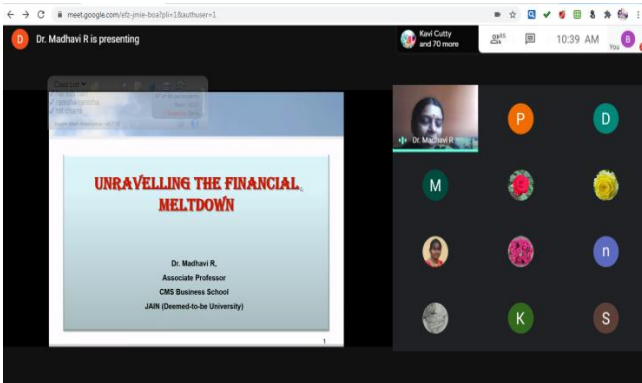 meet.google.com/efz-jmie-boa?pli=1&authuser=1
D
Dr. Madhavi R is presenting
Kavi Cutty
and 70 more
10:39 AM
You
B
Class List
UNRAVELLING THE FINANCIAL
MELTDOWN
Dr. Madhavi R,
Associate Professor
CMS Business School
JAIN (Deemed-to-be University)
1
Dr. Madhavi R
P
D
M
n
K
S